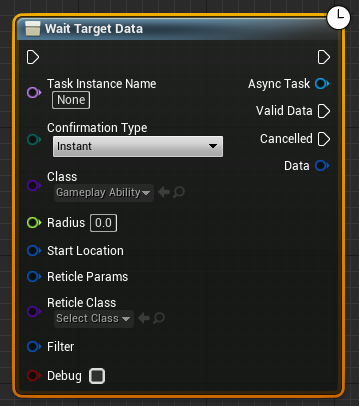 Wait Target Data
Task Instance Name
None
Async Task
Valid Data
Confirmation Type
Instant
Cancelled
Data
Class
Gameplay Ability
Radius 0.0
Start Location
Reticle Params
Reticle Class
Select Class
Filter
Debug